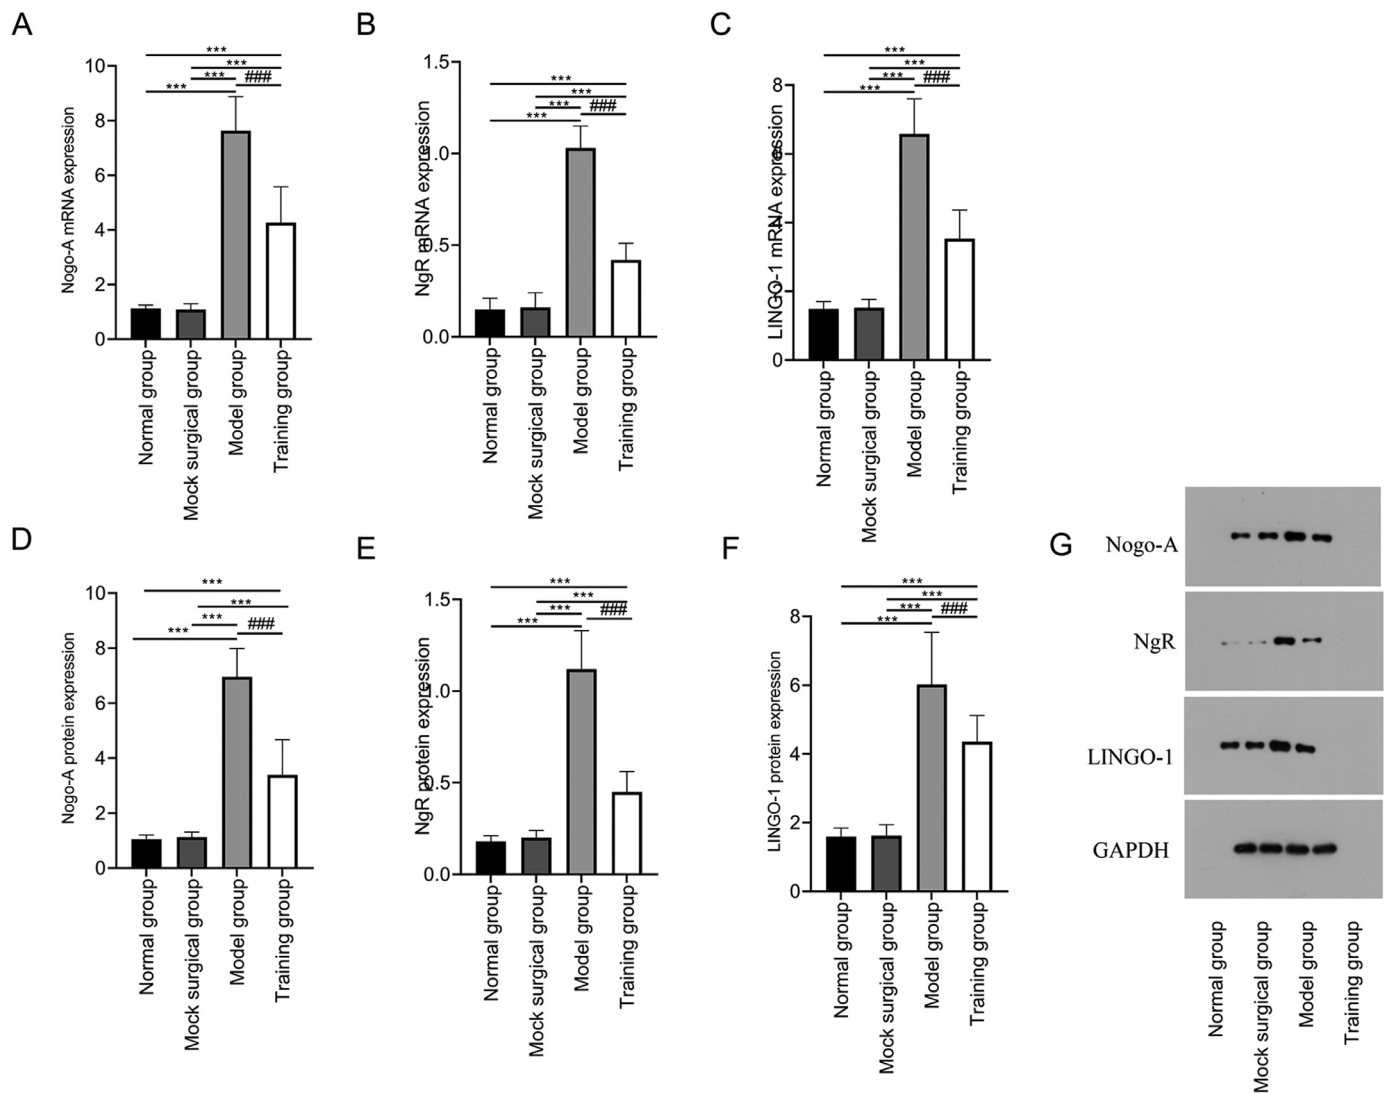 A
Nogo-A mRNA expression
10
8
6
4
2
0
***
***
***
###
***
Normal group
Mock surgical group
Model group
Training group
B
NgR mRNA expression
1.5
1.0
0.5
0.0
***
***
***
###
***
Normal group
Mock surgical group
Model group
Training group
C
LINGO-1 mRNA expression
8
6
4
2
0
***
***
***
###
***
Normal group
Mock surgical group
Model group
Training group
D
Nogo-A protein expression
10
8
6
4
2
0
***
***
***
###
***
Normal group
Mock surgical group
Model group
Training group
E
NgR protein expression
1.5
1.0
0.5
0.0
***
***
***
###
***
Normal group
Mock surgical group
Model group
Training group
F
LINGO-1 protein expression
8
6
4
2
0
***
***
***
###
***
Normal group
Mock surgical group
Model group
Training group
G
Nogo-A
NgR
LINGO-1
GAPDH
Normal group
Mock surgical group
Model group
Training group